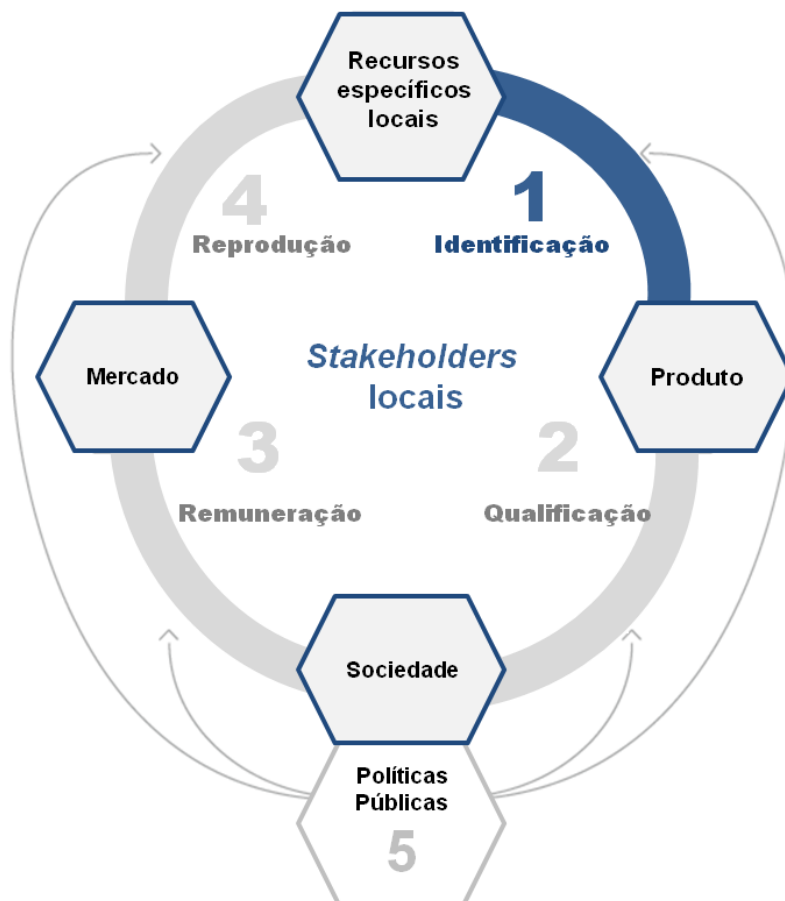 Recursos
específicos
locais
4
1
Reprodução
Identificação
Mercado
Stakeholders
locais
Produto
3
2
Remuneração
Qualificação
Sociedade
Políticas
Públicas
5